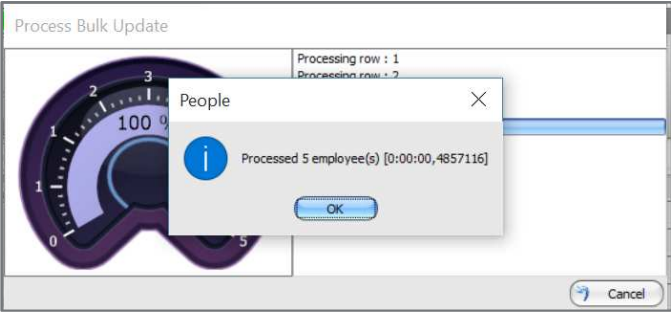 Process Bulk Update
Processing row : 1
Processing row : 2
3
2
1
1
0
5
100 %
People
Processed 5 employee(s) [0:00:00,4857116]
OK
Cancel